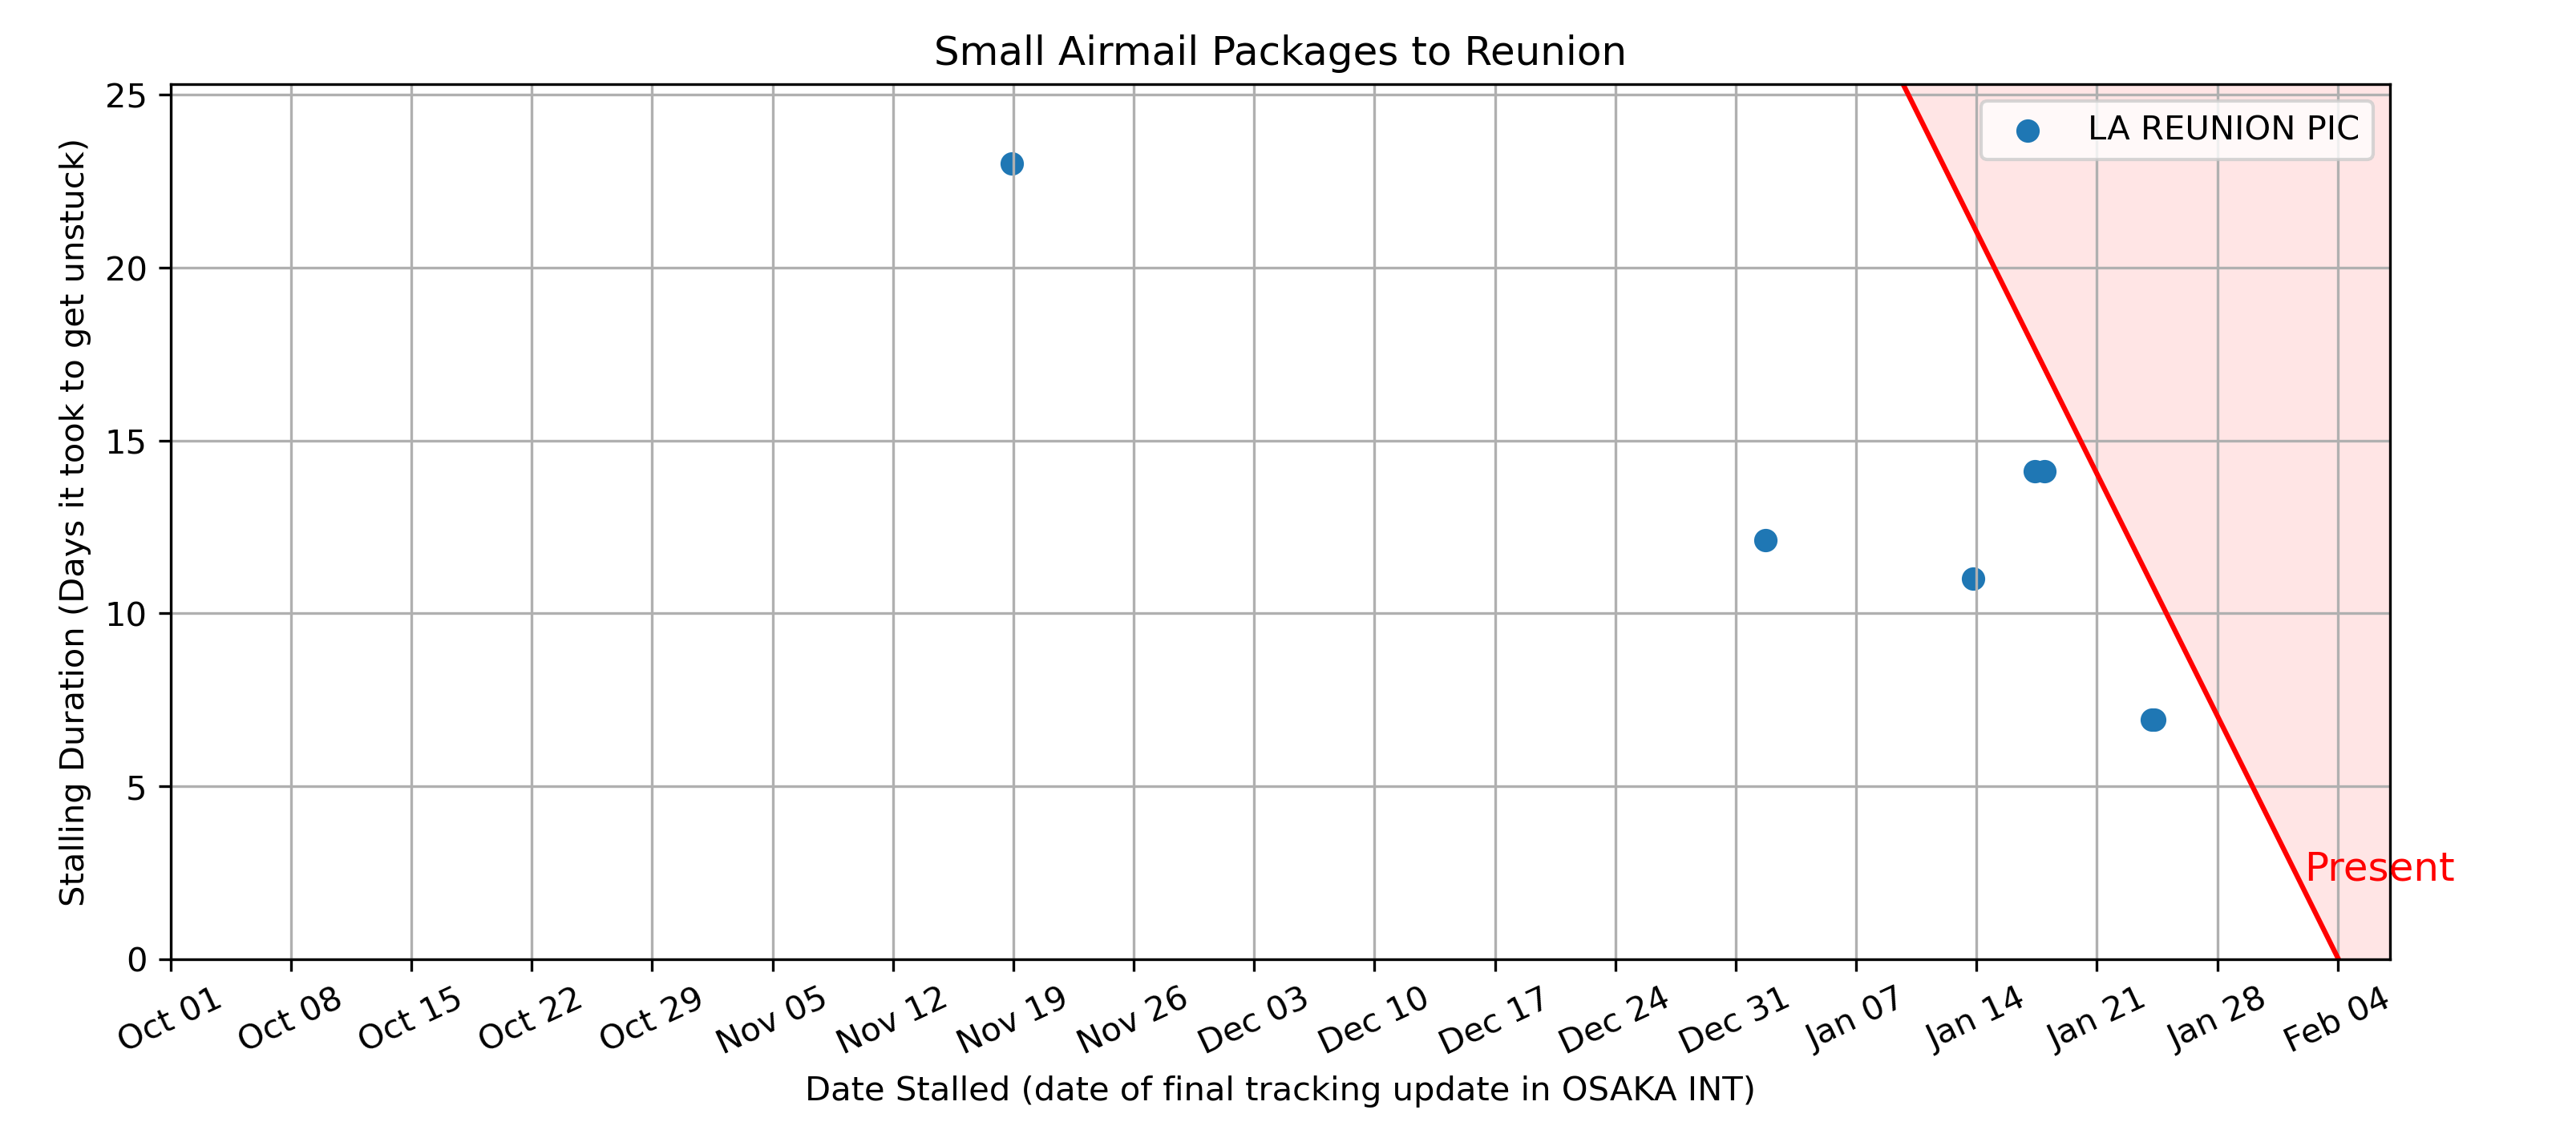 Small Airmail Packages to Reunion
LA REUNION PIC
Stalling Duration (Days it took to get unstuck)
25
20
15
10
5
0
Present
Oct 01
Oct 08
Oct 15
Oct 22
Oct 29
Nov 05
Nov 12
Nov 19
Nov 26
Dec 03
Dec 10
Dec 17
Dec 24
Dec 31
Jan 07
Jan 14
Jan 21
Jan 28
Feb 04
Date Stalled (date of final tracking update in OSAKA INT)